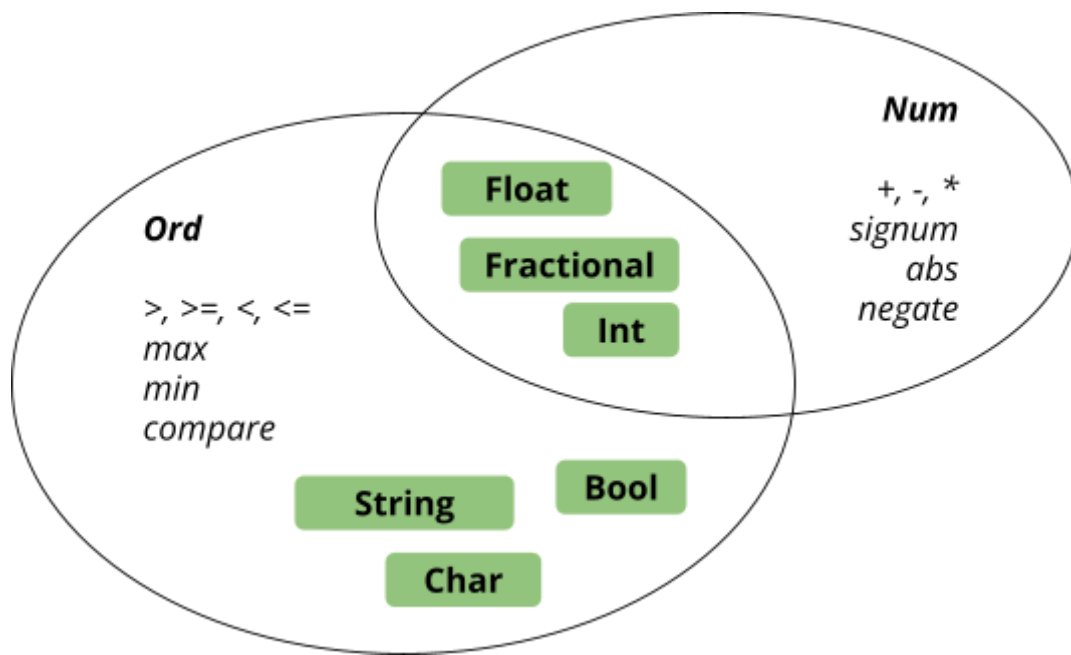 Num
+, -, *
signum
abs
negate
Float
Fractional
Int
Ord
>, >=, <, <=
max
min
compare
String
Bool
Char